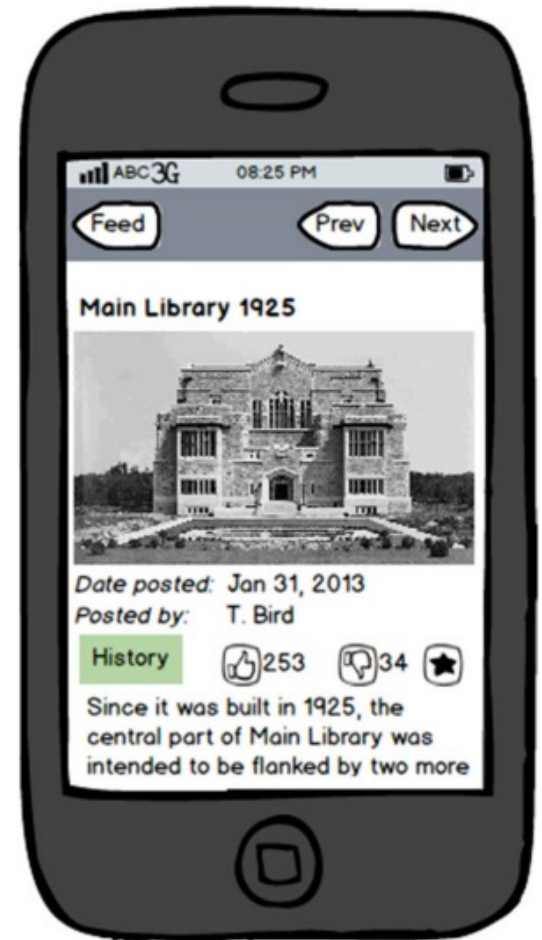 ABC 3G 08:25 PM
Feed Prev Next
Main Library 1925
Date posted: Jan 31, 2013
Posted by: T. Bird
History 253 34
Since it was built in 1925, the
central part of Main Library was
intended to be flanked by two more